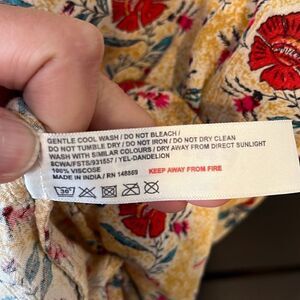 GENTLE COOL WASH / DO NOT BLEACH /
DO NOT TUMBLE DRY / DO NOT IRON / DO NOT DRY CLEAN
WASH WITH SIMILAR COLOURS / DRY AWAY FROM DIRECT SUNLIGHT
SCWA/FSTS/931557 / YEL-DANDELION
100% VISCOSE
MADE IN INDIA / RN 148869 KEEP AWAY FROM FIRE
30°